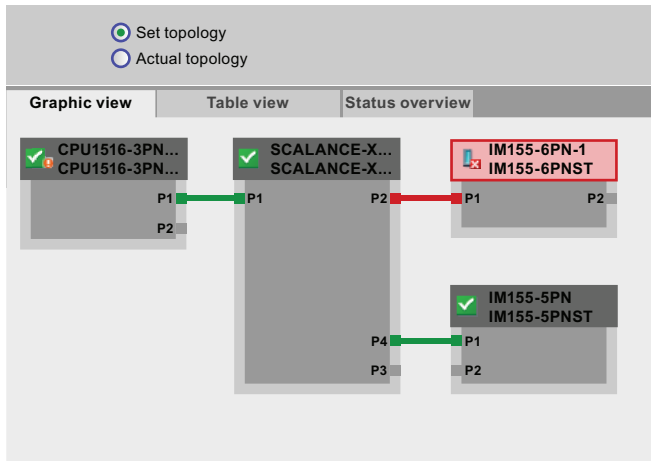 Set topology
Actual topology
Graphic view
Table view
Status overview
CPU1516-3PN...
CPU1516-3PN...
P1
P2
SCALANCE-X...
SCALANCE-X...
P1
P2
P4
P3
IM155-6PN-1
IM155-6PNST
P1
P2
IM155-5PN
IM155-5PNST
P1
P2